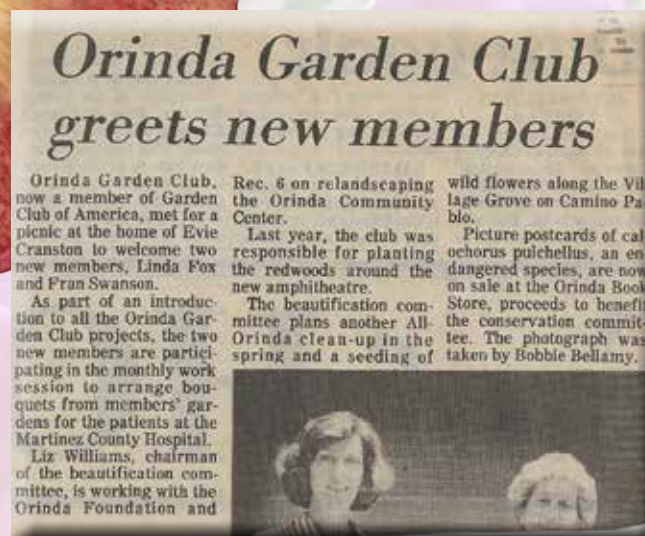 Orinda Garden Club
greets new members
Orinda Garden Club,
now a member of Garden
Club of America, met for a
picnic at the home of Evie
Cranston to welcome two
new members, Linda Fox
and Fran Swanson.
As part of an introduc-
tion to all the Orinda Gar-
den Club projects, the two
new members are partici-
pating in the monthly work
session to arrange bou-
quets from members' gar-
dens for the patients at the
Martinez County Hospital.
Liz Williams, chairman
of the beautification com-
mittee, is working with the
Orinda Foundation and
Rec. 6 on relandscaping
the Orinda Community
Center.
Last year, the club was
responsible for planting
the redwoods around the
new amphitheatre.
The beautification com-
mittee plans another All-
Orinda clean-up in the
spring and a seeding of
wild flowers along the Vil
lage Grove on Camino Pa
blo.
Picture postcards of cal
ochorus pulchellus, an en
dangered species, are now
on sale at the Orinda Book
Store, proceeds to benefit
the conservation commit-
tee. The photograph was
taken by Bobbie Bellamy.